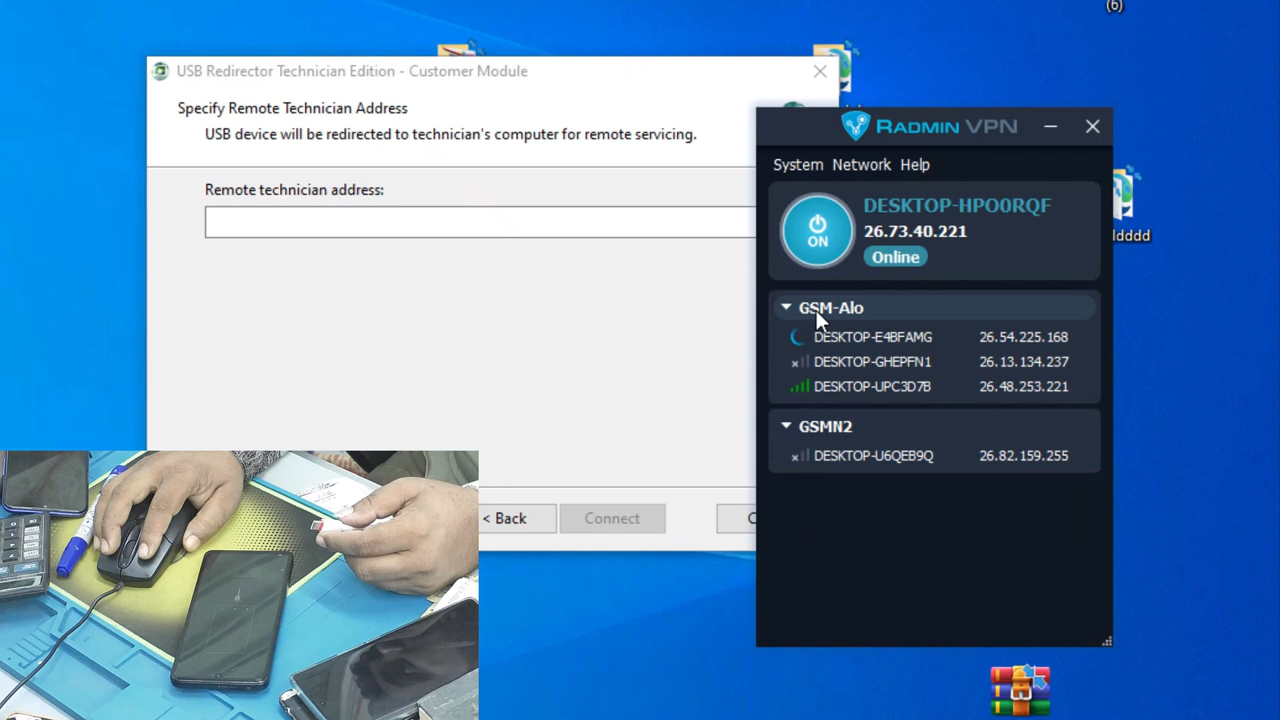 (6)
USB Redirector Technician Edition - Customer Module
Specify Remote Technician Address
USB device will be redirected to technician's computer for remote servicing.
Remote technician address:
< Back
Connect
C
RADMIN VPN
System Network Help
DESKTOP-HPO0RQF
ON
26.73.40.221
Online
GSM-Alo
DESKTOP-E4BFAMG 26.54.225.168
DESKTOP-GHEPFN1 26.13.134.237
DESKTOP-UPC3D7B 26.48.253.221
GSMN2
DESKTOP-U6QEB9Q 26.82.159.255
ldddd